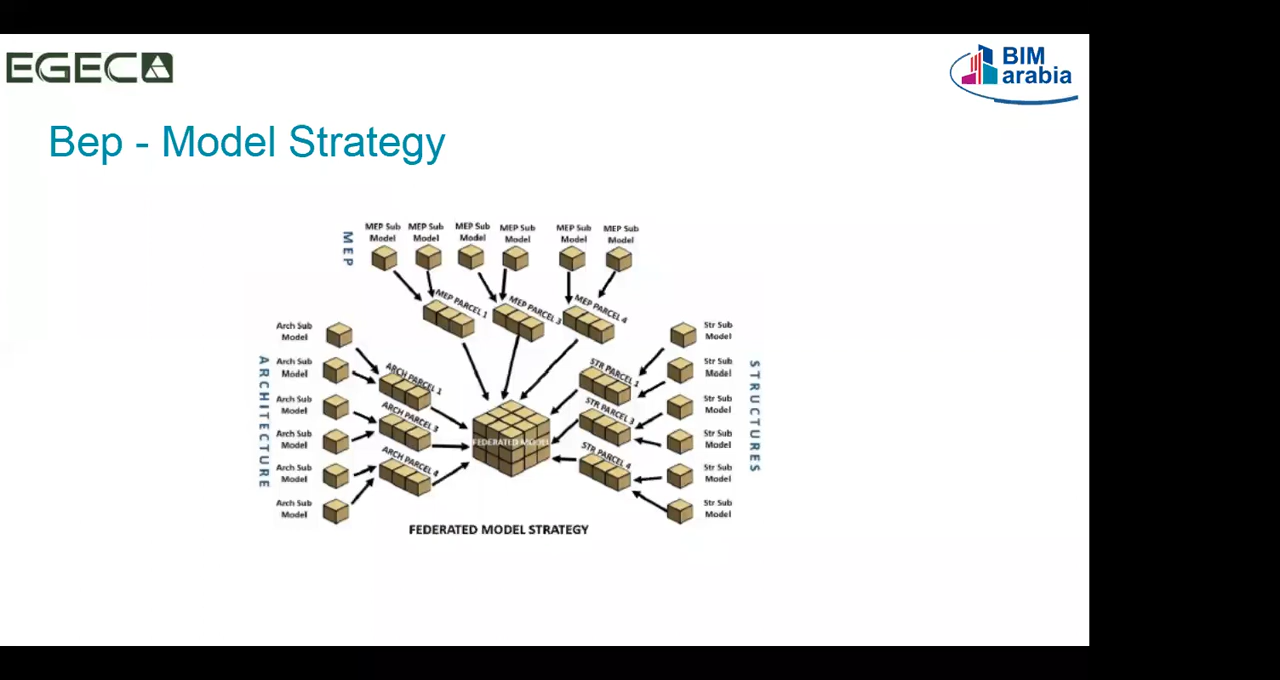 EGECA
BIM
arabia
Bep - Model Strategy
MEP
MEP Sub
Model
MEP Sub
Model
MEP Sub
Model
MEP Sub
Model
MEP Sub
Model
MEP Sub
Model
MEP PARCEL 1
MEP PARCEL 3
MEP PARCEL 4
ARCHITECTURE
Arch Sub
Model
Arch Sub
Model
Arch Sub
Model
Arch Sub
Model
Arch Sub
Model
Arch Sub
Model
ARCH PARCEL 1
ARCH PARCEL 3
ARCH PARCEL 4
FEDERATED MODEL
STR PARCEL 1
STR PARCEL 3
STR PARCEL 4
Str Sub
Model
Str Sub
Model
Str Sub
Model
Str Sub
Model
Str Sub
Model
Str Sub
Model
STRUCTURES
FEDERATED MODEL STRATEGY